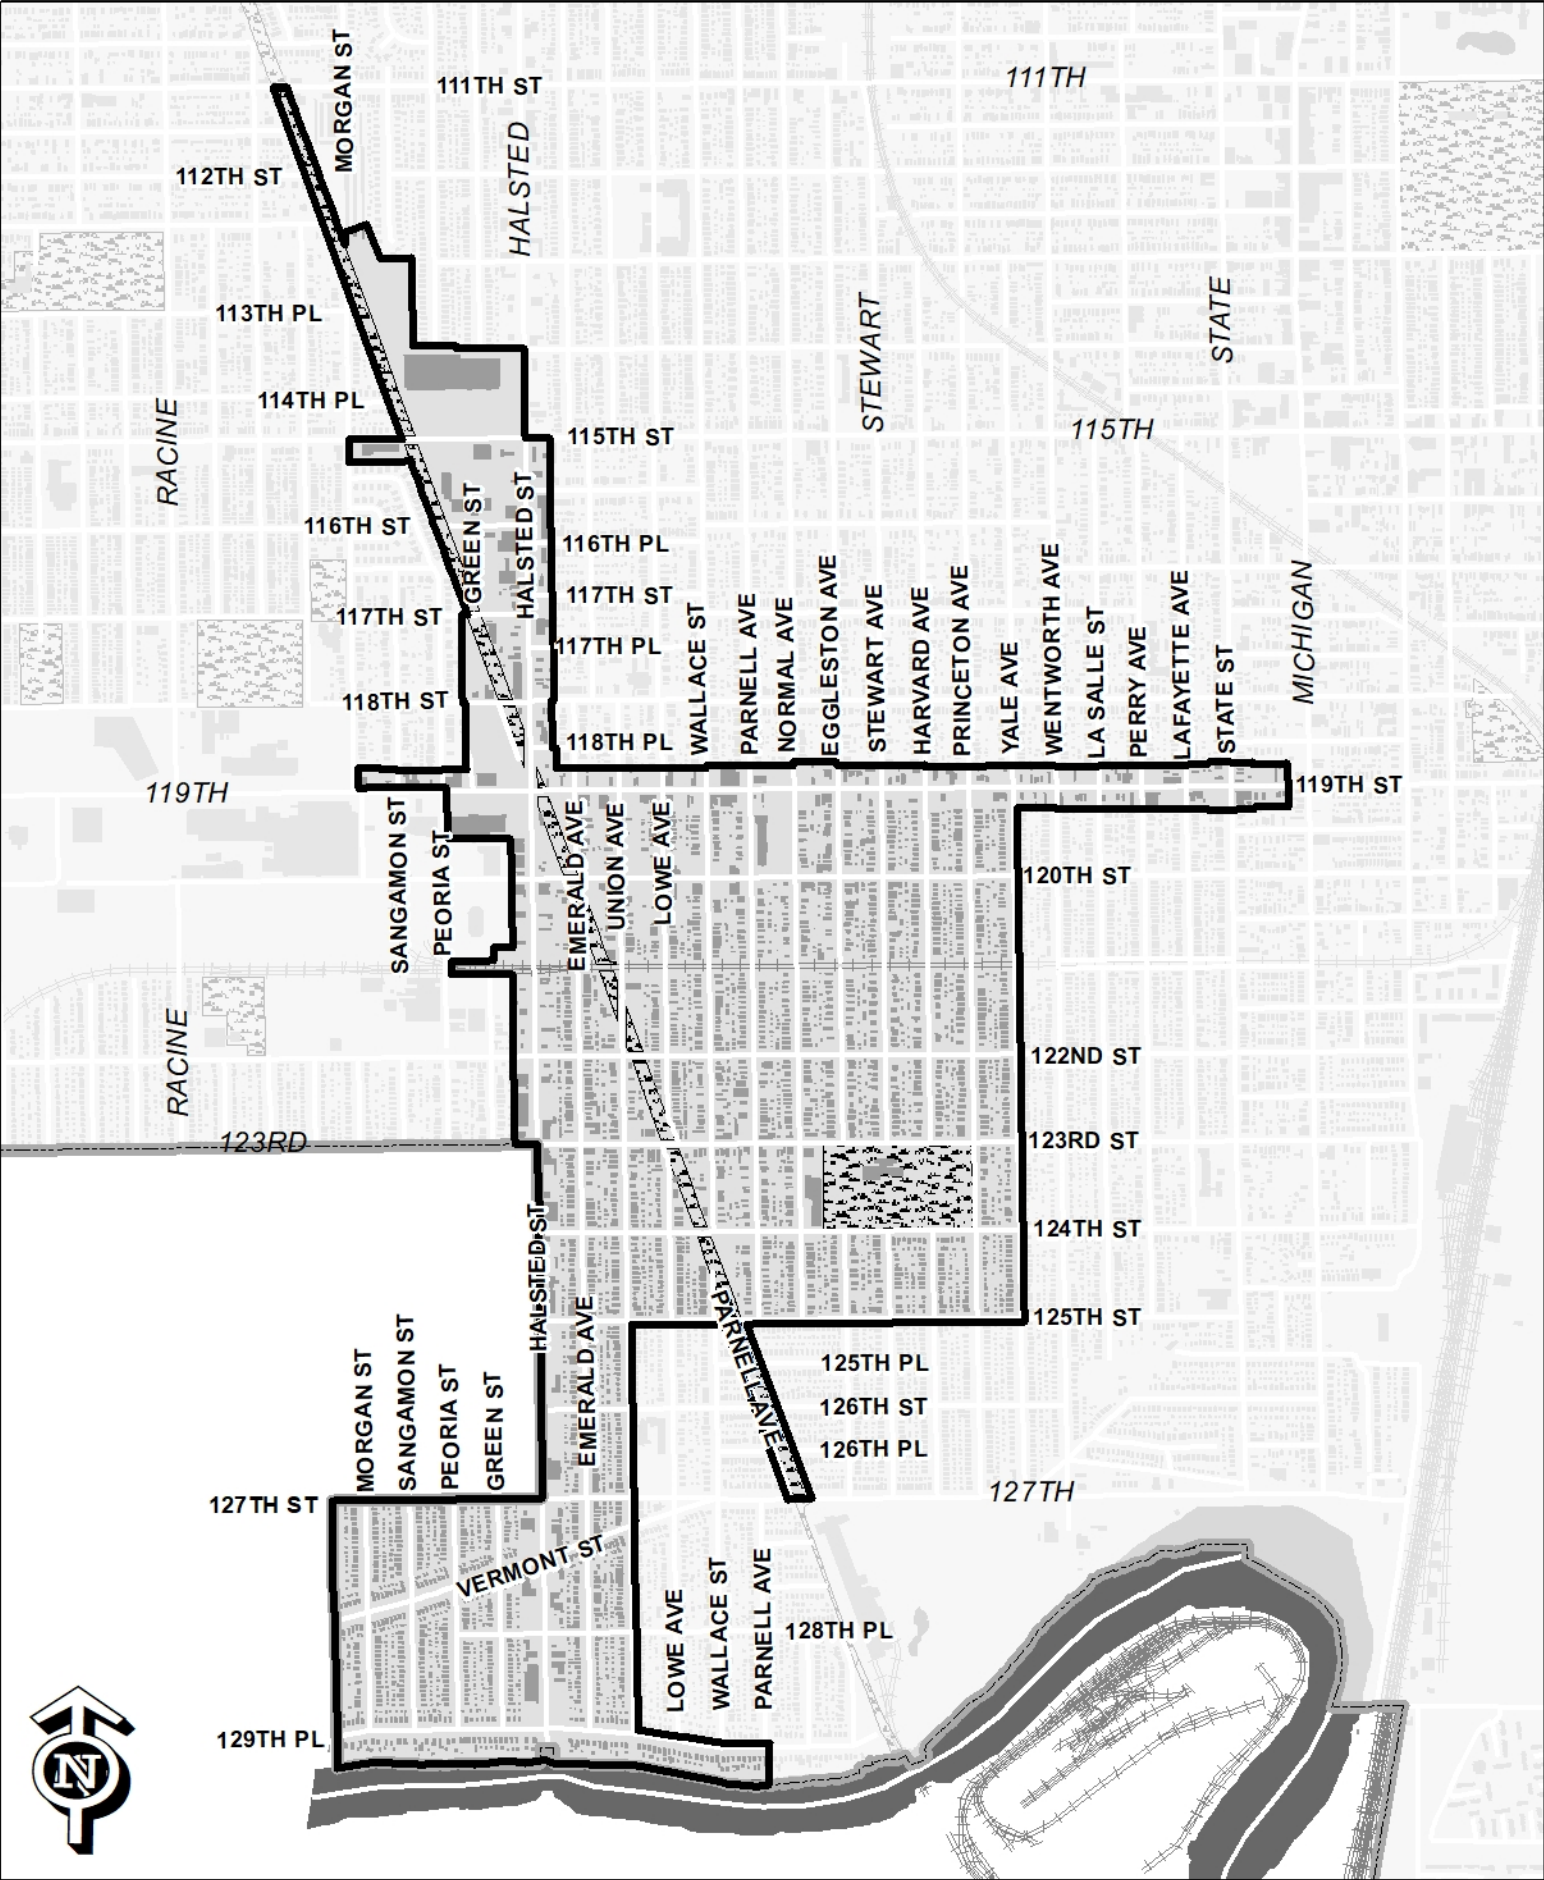 MORGAN ST
111TH ST
111TH
112TH ST
HALSTED
113TH PL
STEWART
STATE
114TH PL
RACINE
115TH ST
115TH
116TH ST
GREEN ST
HALSTED ST
116TH PL
117TH ST
117TH ST
117TH PL
118TH ST
118TH PL
WALLACE ST
PARNELL AVE
NORMAL AVE
EGGLESTON AVE
STEWART AVE
HARVARD AVE
PRINCETON AVE
YALE AVE
WENTWORTH AVE
LA SALLE ST
PERRY AVE
LAFAYETTE AVE
STATE ST
MICHIGAN
119TH
119TH ST
SANGAMON ST
PEORIA ST
EMERALD AVE
UNION AVE
LOWE AVE
120TH ST
RACINE
122ND ST
123RD
123RD ST
124TH ST
HALSTED ST
EMERALD AVE
PARNELL AVE
125TH ST
125TH PL
126TH ST
126TH PL
MORGAN ST
SANGAMON ST
PEORIA ST
GREEN ST
127TH ST
127TH
VERMONT ST
LOWE AVE
WALLACE ST
PARNELL AVE
128TH PL
129TH PL
N